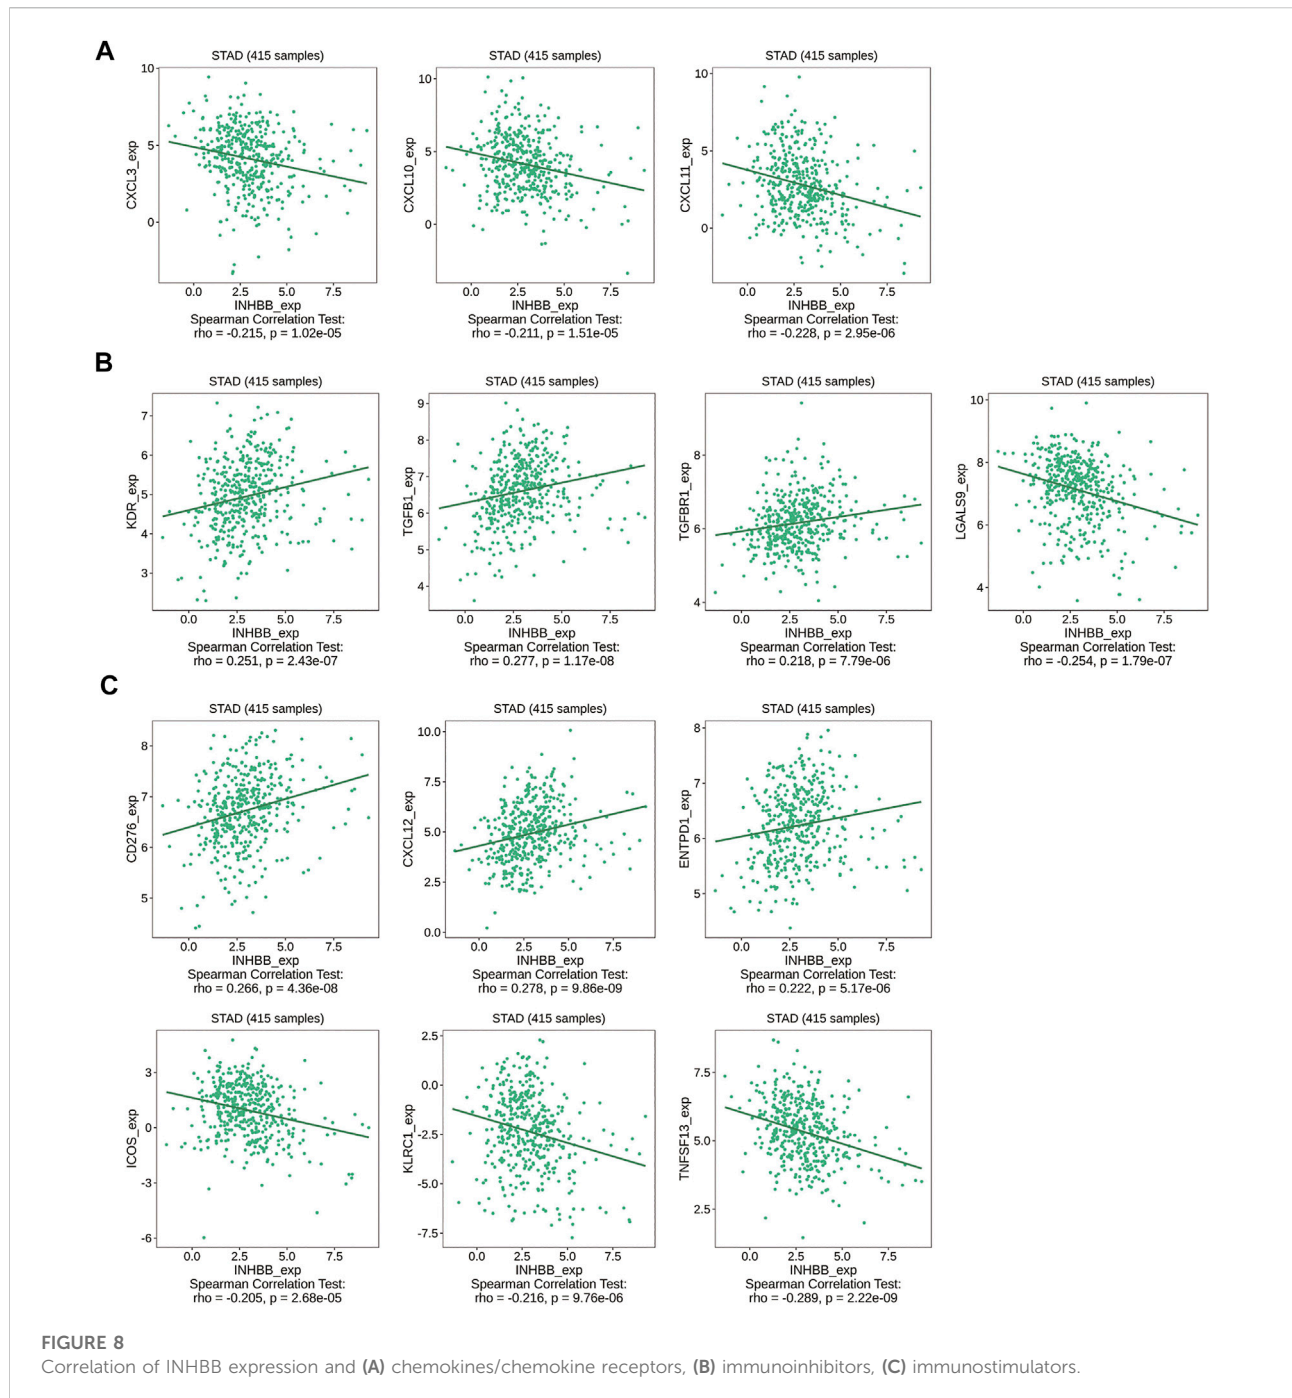 A
STAD (415 samples)
CXCL3_exp
10
5
0
0.0 2.5 5.0 7.5
INHBB_exp
Spearman Correlation Test:
rho = -0.215, p = 1.02e-05
STAD (415 samples)
CXCL10_exp
10
5
0
0.0 2.5 5.0 7.5
INHBB_exp
Spearman Correlation Test:
rho = -0.211, p = 1.51e-05
STAD (415 samples)
CXCL11_exp
10
5
0
0.0 2.5 5.0 7.5
INHBB_exp
Spearman Correlation Test:
rho = -0.228, p = 2.95e-06
B
STAD (415 samples)
KDR_exp
7
6
5
4
3
0.0 2.5 5.0 7.5
INHBB_exp
Spearman Correlation Test:
rho = 0.251, p = 2.43e-07
STAD (415 samples)
TGFB1_exp
9
8
7
6
5
4
0.0 2.5 5.0 7.5
INHBB_exp
Spearman Correlation Test:
rho = 0.277, p = 1.17e-08
STAD (415 samples)
TGFBR1_exp
8
6
4
0.0 2.5 5.0 7.5
INHBB_exp
Spearman Correlation Test:
rho = 0.218, p = 7.79e-06
STAD (415 samples)
LGALS9_exp
10
8
6
4
0.0 2.5 5.0 7.5
INHBB_exp
Spearman Correlation Test:
rho = -0.254, p = 1.79e-07
C
STAD (415 samples)
CD276_exp
8
7
6
5
0.0 2.5 5.0 7.5
INHBB_exp
Spearman Correlation Test:
rho = 0.266, p = 4.36e-08
STAD (415 samples)
CXCL12_exp
10.0
7.5
5.0
2.5
0.0
0.0 2.5 5.0 7.5
INHBB_exp
Spearman Correlation Test:
rho = 0.278, p = 9.86e-09
STAD (415 samples)
ENTPD1_exp
8
7
6
5
0.0 2.5 5.0 7.5
INHBB_exp
Spearman Correlation Test:
rho = 0.222, p = 5.17e-06
STAD (415 samples)
ICOS_exp
3
0
-3
-6
0.0 2.5 5.0 7.5
INHBB_exp
Spearman Correlation Test:
rho = -0.205, p = 2.68e-05
STAD (415 samples)
KLRC1_exp
2.5
0.0
-2.5
-5.0
-7.5
0.0 2.5 5.0 7.5
INHBB_exp
Spearman Correlation Test:
rho = -0.216, p = 9.76e-06
STAD (415 samples)
TNFSF13_exp
7.5
5.0
2.5
0.0 2.5 5.0 7.5
INHBB_exp
Spearman Correlation Test:
rho = -0.289, p = 2.22e-09
FIGURE 8
Correlation of INHBB expression and (A) chemokines/chemokine receptors, (B) immunoinhibitors, (C) immunostimulators.